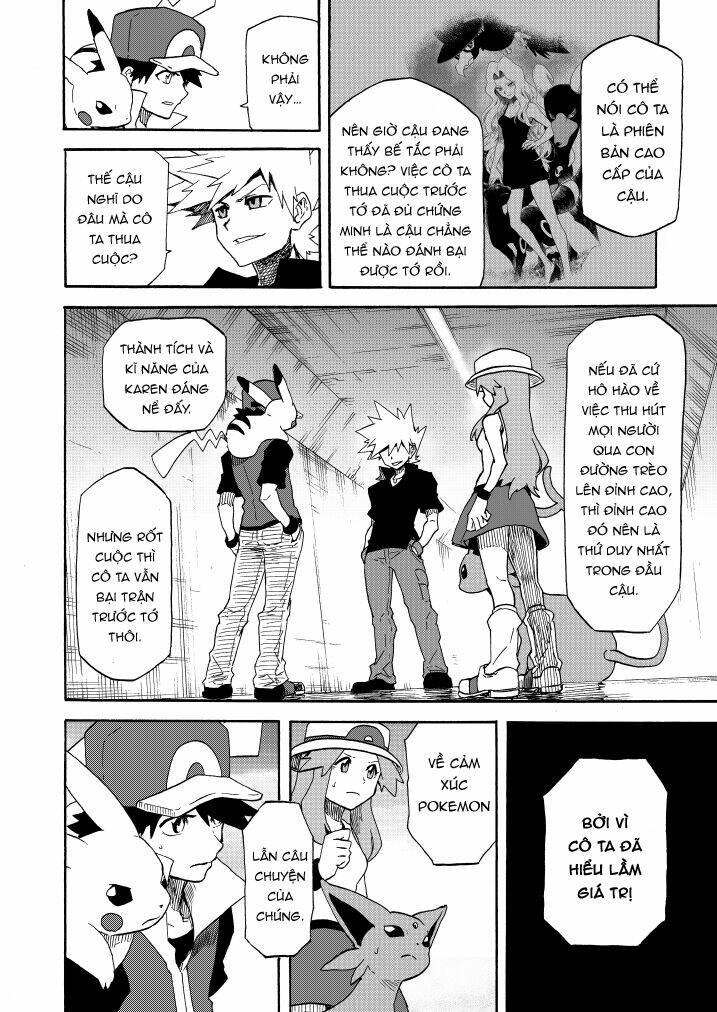 CÓ THỂ
NÓI CÔ TA
LÀ PHIÊN
BẢN CAO
CẤP CỦA
CẬU.
NÊN GIỜ CẬU ĐANG
THẤY BẾ TẮC PHẢI
KHÔNG? VIỆC CÔ TA
THUA CUỘC TRƯỚC
TỚ ĐÃ ĐỦ CHỨNG
MINH LÀ CẬU CHẲNG
THỂ NÀO ĐÁNH BẠI
ĐƯỢC TỚ RỒI.
KHÔNG
PHẢI
VẬY...
THẾ CẬU
NGHĨ DO
ĐÂU MÀ CÔ
TA THUA
CUỘC?
NẾU ĐÃ CỨ
HÔ HÀO VỀ
VIỆC THU HÚT
MỌI NGƯỜI
QUA CON
ĐƯỜNG TRÈO
LÊN ĐỈNH CAO,
THÌ ĐỈNH CAO
ĐÓ NÊN LÀ
THỨ DUY NHẤT
TRONG ĐẦU
CẬU.
THÀNH TÍCH VÀ
KĨ NĂNG CỦA
KAREN ĐÁNG
NỂ ĐẤY.
NHƯNG RỐT
CUỘC THÌ
CÔ TA VẪN
BẠI TRẬN
TRƯỚC TỚ
THÔI.
BỞI VÌ
CÔ TA ĐÃ
HIỂU LẦM
GIÁ TRỊ
VỀ CẢM
XÚC
POKEMON
LẪN CÂU
CHUYỆN
CỦA
CHÚNG.